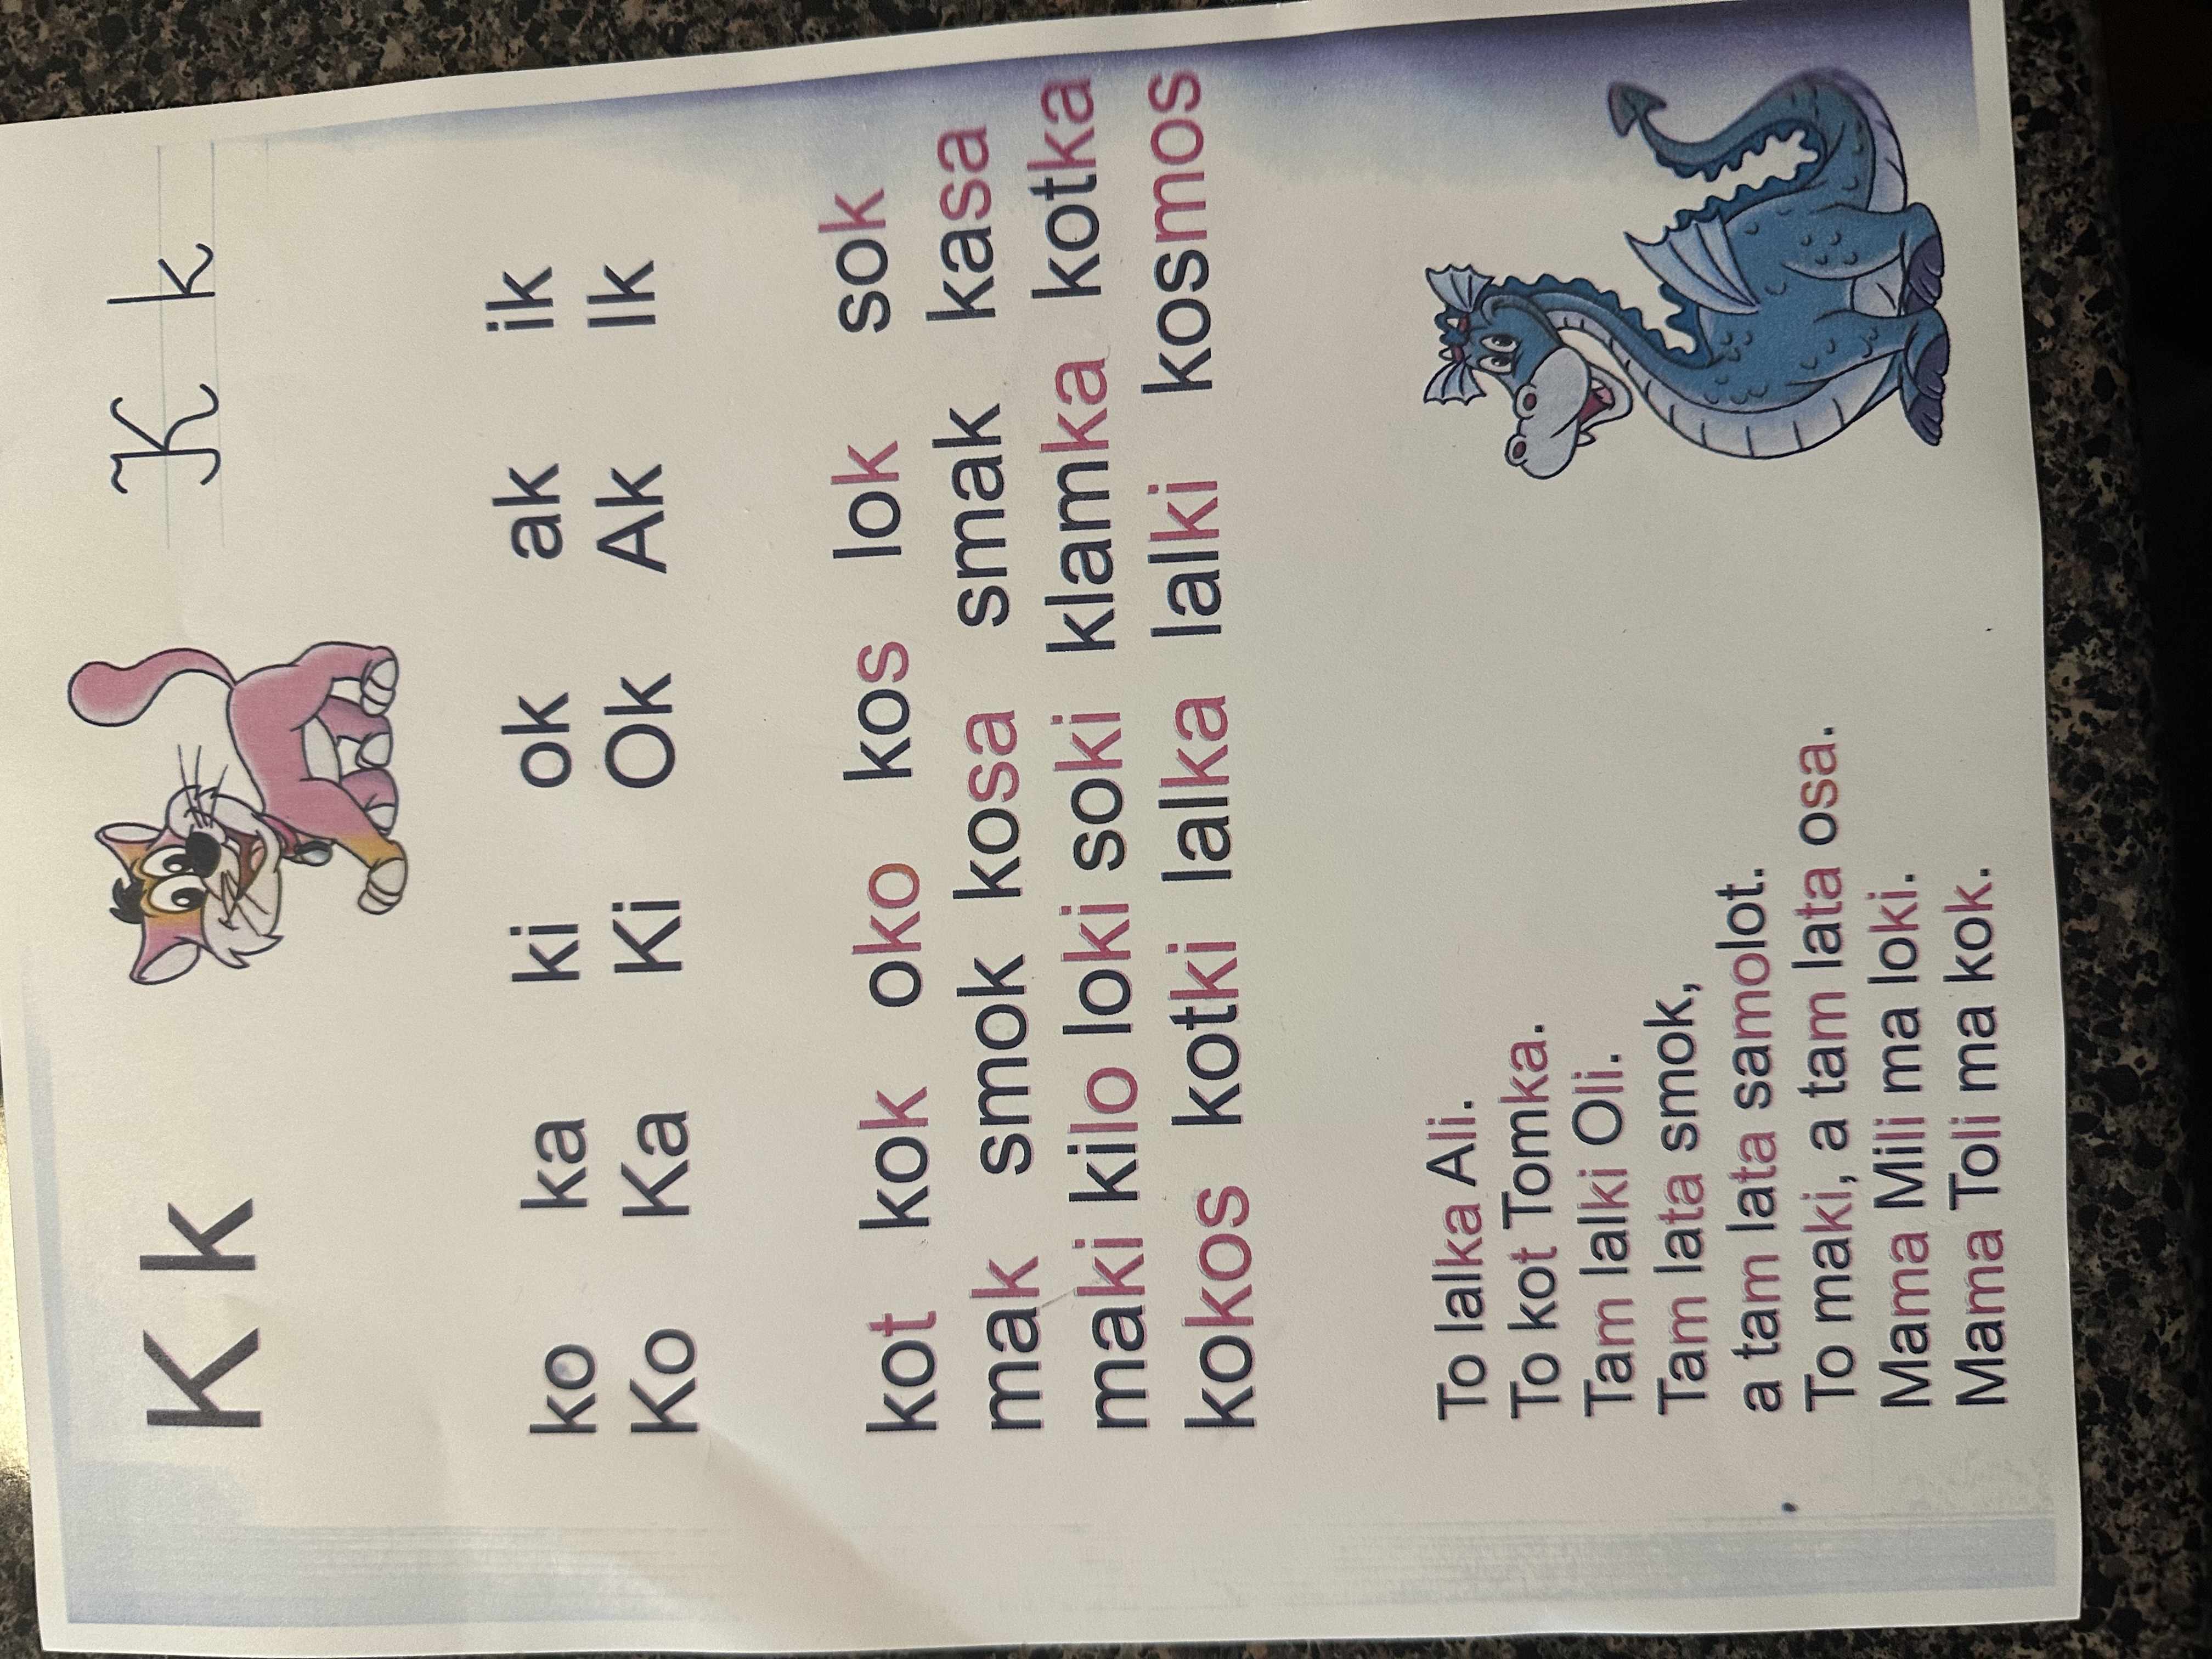 K k K k
ko ka ki ok ak ik
Ko Ka Ki Ok Ak Ik
kot kok oko kos lok sok
mak smok kosa smak kasa
maki kilo loki soki klamka kotka
kokos kotki lalka lalki kosmos
To lalka Ali.
To kot Tomka.
Tam lalki Oli.
Tam lata smok,
a tam lata samolot.
To maki, a tam lata osa.
Mama Mili ma loki.
Mama Toli ma kok.